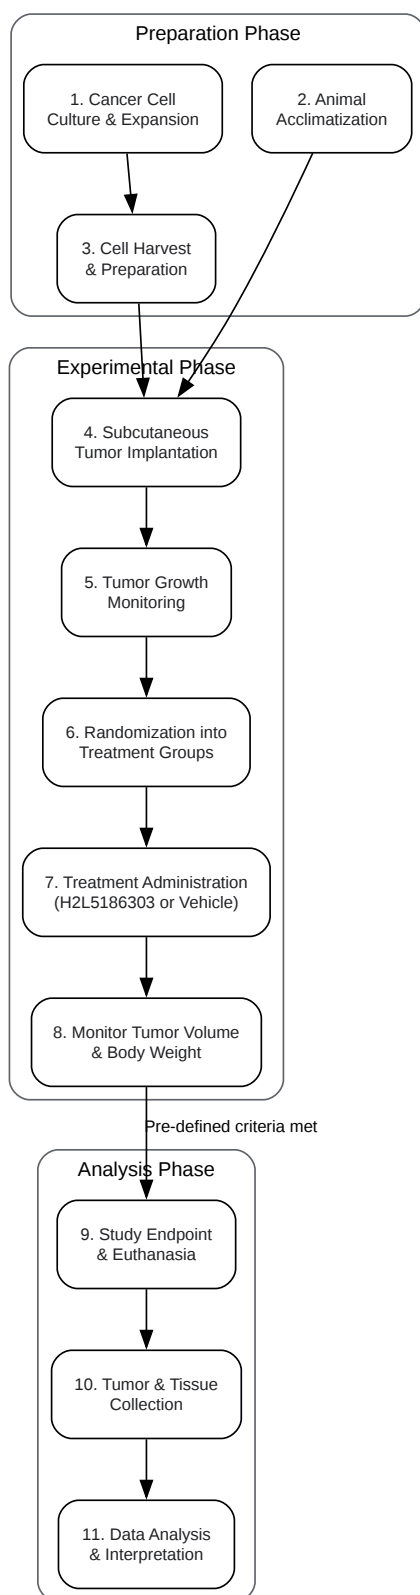 Preparation Phase
1. Cancer Cell
Culture & Expansion
2. Animal
Acclimatization
3. Cell Harvest
& Preparation
Experimental Phase
4. Subcutaneous
Tumor Implantation
5. Tumor Growth
Monitoring
6. Randomization into
Treatment Groups
7. Treatment Administration
(H2L5186303 or Vehicle)
8. Monitor Tumor Volume
& Body Weight
Pre-defined criteria met
Analysis Phase
9. Study Endpoint
& Euthanasia
10. Tumor & Tissue
Collection
11. Data Analysis
& Interpretation